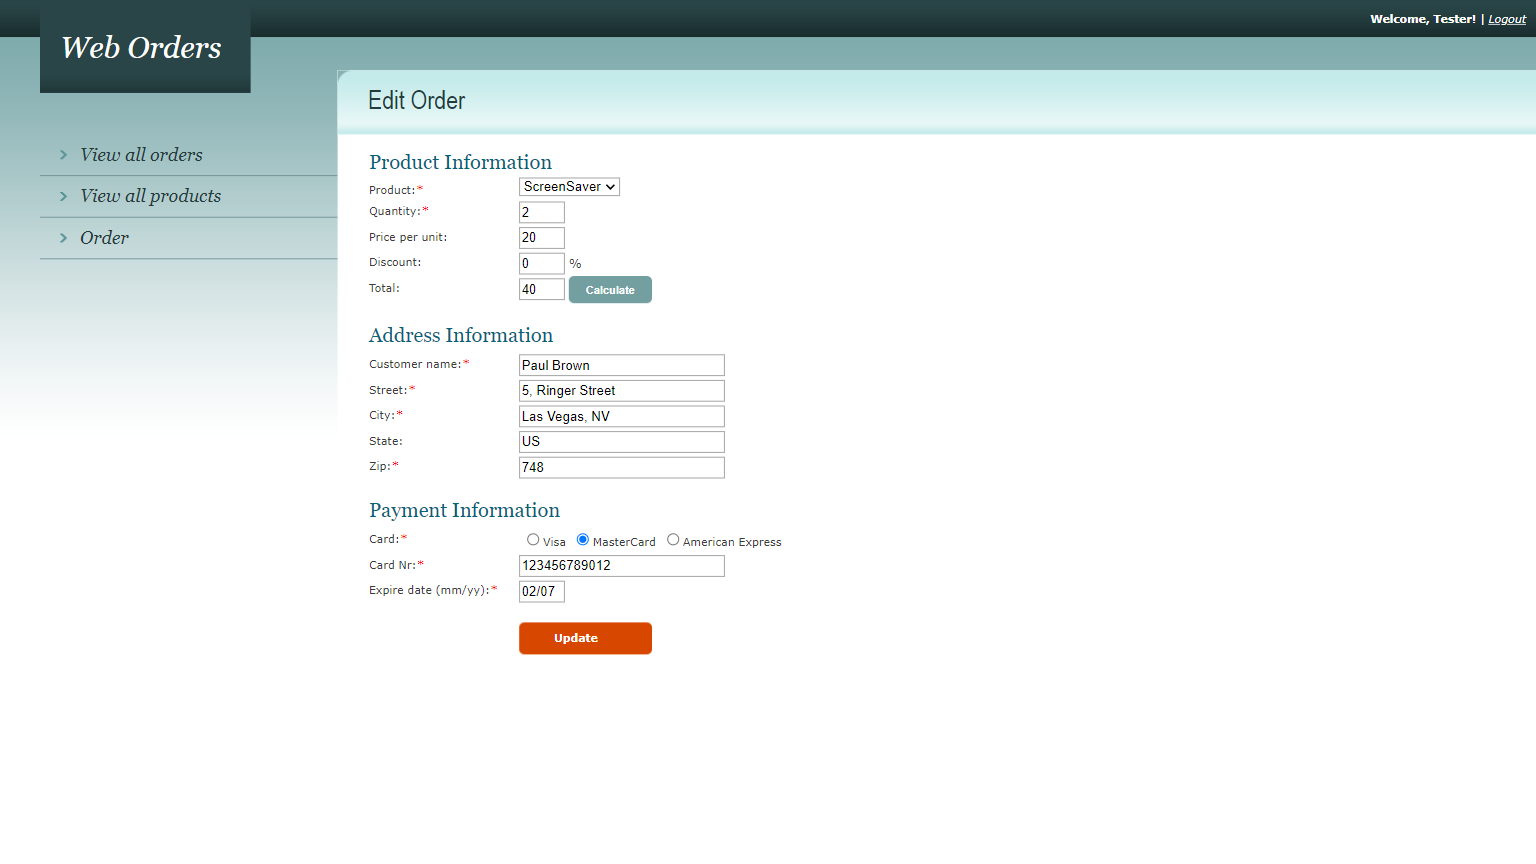 Welcome, Tester! | Logout
Web Orders
View all orders
View all products
Order
Edit Order
Product Information
Product:* ScreenSaver
Quantity:* 2
Price per unit: 20
Discount: 0 %
Total: 40 Calculate
Address Information
Customer name:* Paul Brown
Street:* 5, Ringer Street
City:* Las Vegas, NV
State: US
Zip:* 748
Payment Information
Card:* Visa MasterCard American Express
Card Nr:* 123456789012
Expire date (mm/yy):* 02/07
Update